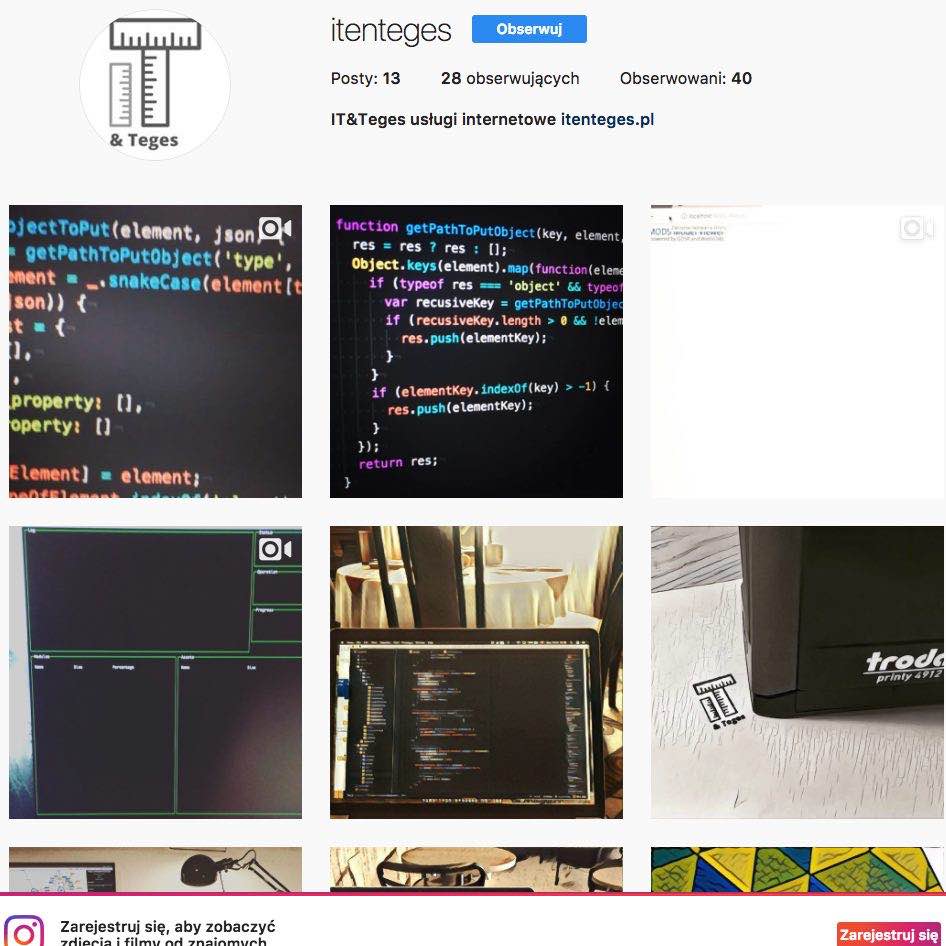 itenteges
Obserwuj
Posty: 13 28 obserwujących Obserwowani: 40
IT&Teges usługi internetowe itenteges.pl
& Teges
ojectToPut(element, json) {
= getPathToPutObject('type',
ement = _.snakeCase(element[t
son)) {
t = {
[],
,
_property: [],
operty: []
Element] = element;
function getPathToPutObject(key, element,
res = res ? res : [];
Object.keys(element).map(function(eleme
if (typeof res === 'object' && typeof
var recusiveKey = getPathToPutObjec
if (recusiveKey.length > 0 && !elem
res.push(elementKey);
}
}
if (elementKey.indexOf(key) > -1) {
res.push(elementKey);
}
});
return res;
}
Log
Status
Operation
Progress
Modules
Name Size Percentage
Assets
Name Size
troda
printy 4912
& Teges
Zarejestruj się, aby zobaczyć
zdjęcia i filmy od znajomych
Zarejestruj się